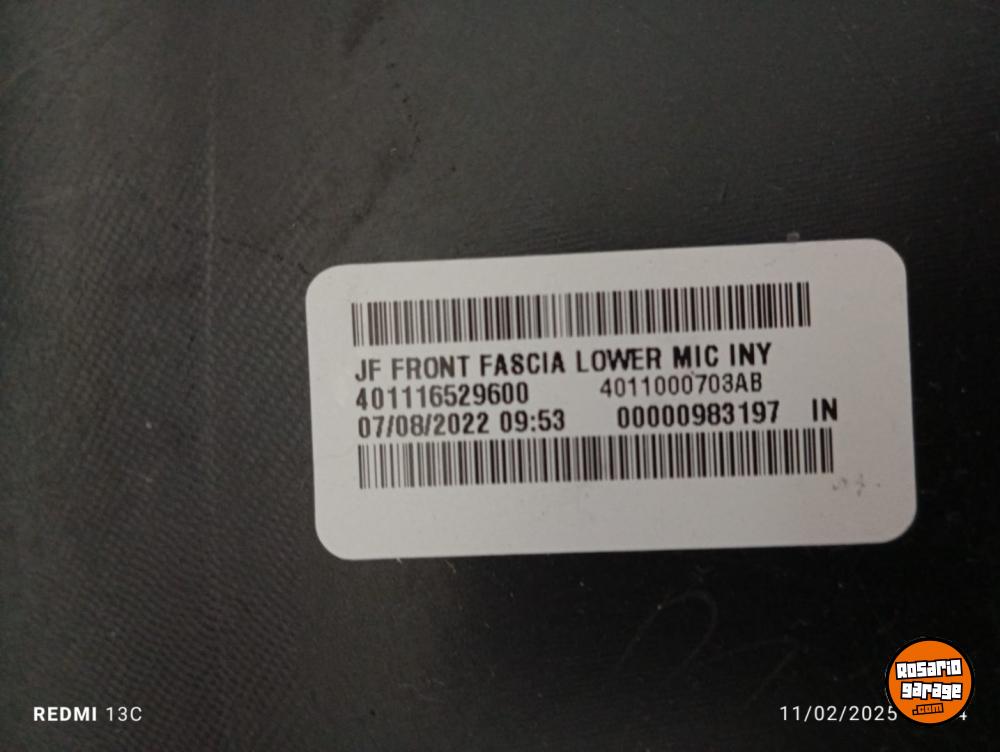 JF FRONT FASCIA LOWER MIC INY
401116529600 4011000703AB
07/08/2022 09:53 00000983197 IN
REDMI 13C
11/02/2025
Rosario
garage
.com